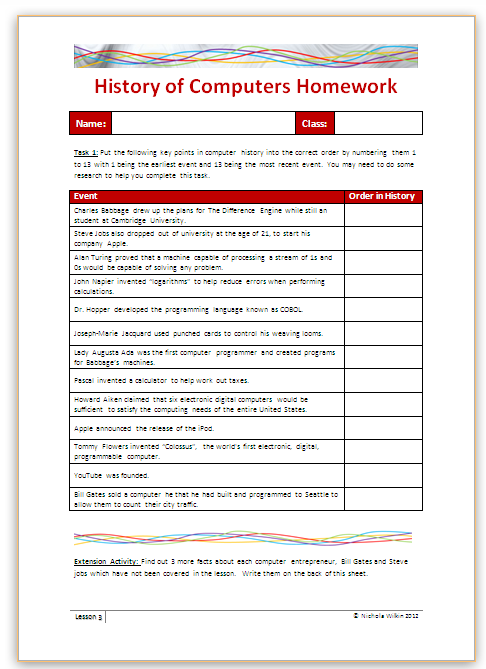 History of Computers Homework
Name:
Class:
Task 1: Put the following key points in computer history into the correct order by numbering them 1
to 13 with 1 being the earliest event and 13 being the most recent event. You may need to do some
research to help you complete this task.
Event Order in History
Charles Babbage drew up the plans for The Difference Engine while still an
student at Cambridge University.
Steve Jobs also dropped out of university at the age of 21, to start his
company Apple.
Alan Turing proved that a machine capable of processing a stream of 1s and
0s would be capable of solving any problem.
John Napier invented "logarithms" to help reduce errors when performing
calculations.
Dr. Hopper developed the programming language known as COBOL.
Joseph-Marie Jacquard used punched cards to control his weaving looms.
Lady Augusta Ada was the first computer programmer and created programs
for Babbage's machines.
Pascal invented a calculator to help work out taxes.
Howard Aiken claimed that six electronic digital computers would be
sufficient to satisfy the computing needs of the entire United States.
Apple announced the release of the iPod.
Tommy Flowers invented "Colossus", the world's first electronic, digital,
programmable computer.
YouTube was founded.
Bill Gates sold a computer he that he had built and programmed to Seattle to
allow them to count their city traffic.
Extension Activity: Find out 3 more facts about each computer entrepreneur, Bill Gates and Steve
jobs which have not been covered in the lesson. Write them on the back of this sheet.
Lesson 3
© Nichola Wilkin 2012